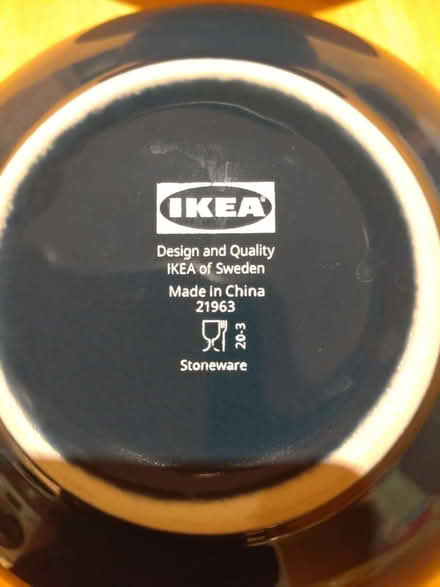 IKEA
Design and Quality
IKEA of Sweden
Made in China
21963
20-3
Stoneware